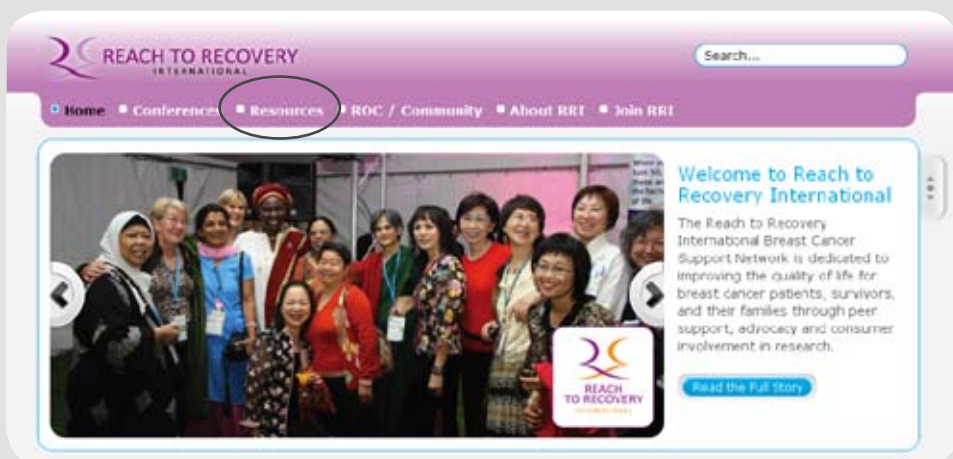 REACH TO RECOVERY
INTERNATIONAL
Search...
Home Conferences Resources ROC / Community About RRI Join RRI
Welcome to Reach to
Recovery International
The Reach to Recovery
International Breast Cancer
Support Network is dedicated to
improving the quality of life for
breast cancer patients, survivors,
and their families through peer
support, advocacy and consumer
involvement in research.
Read the Full Story
REACH
TO RECOVERY
INTERNATIONAL